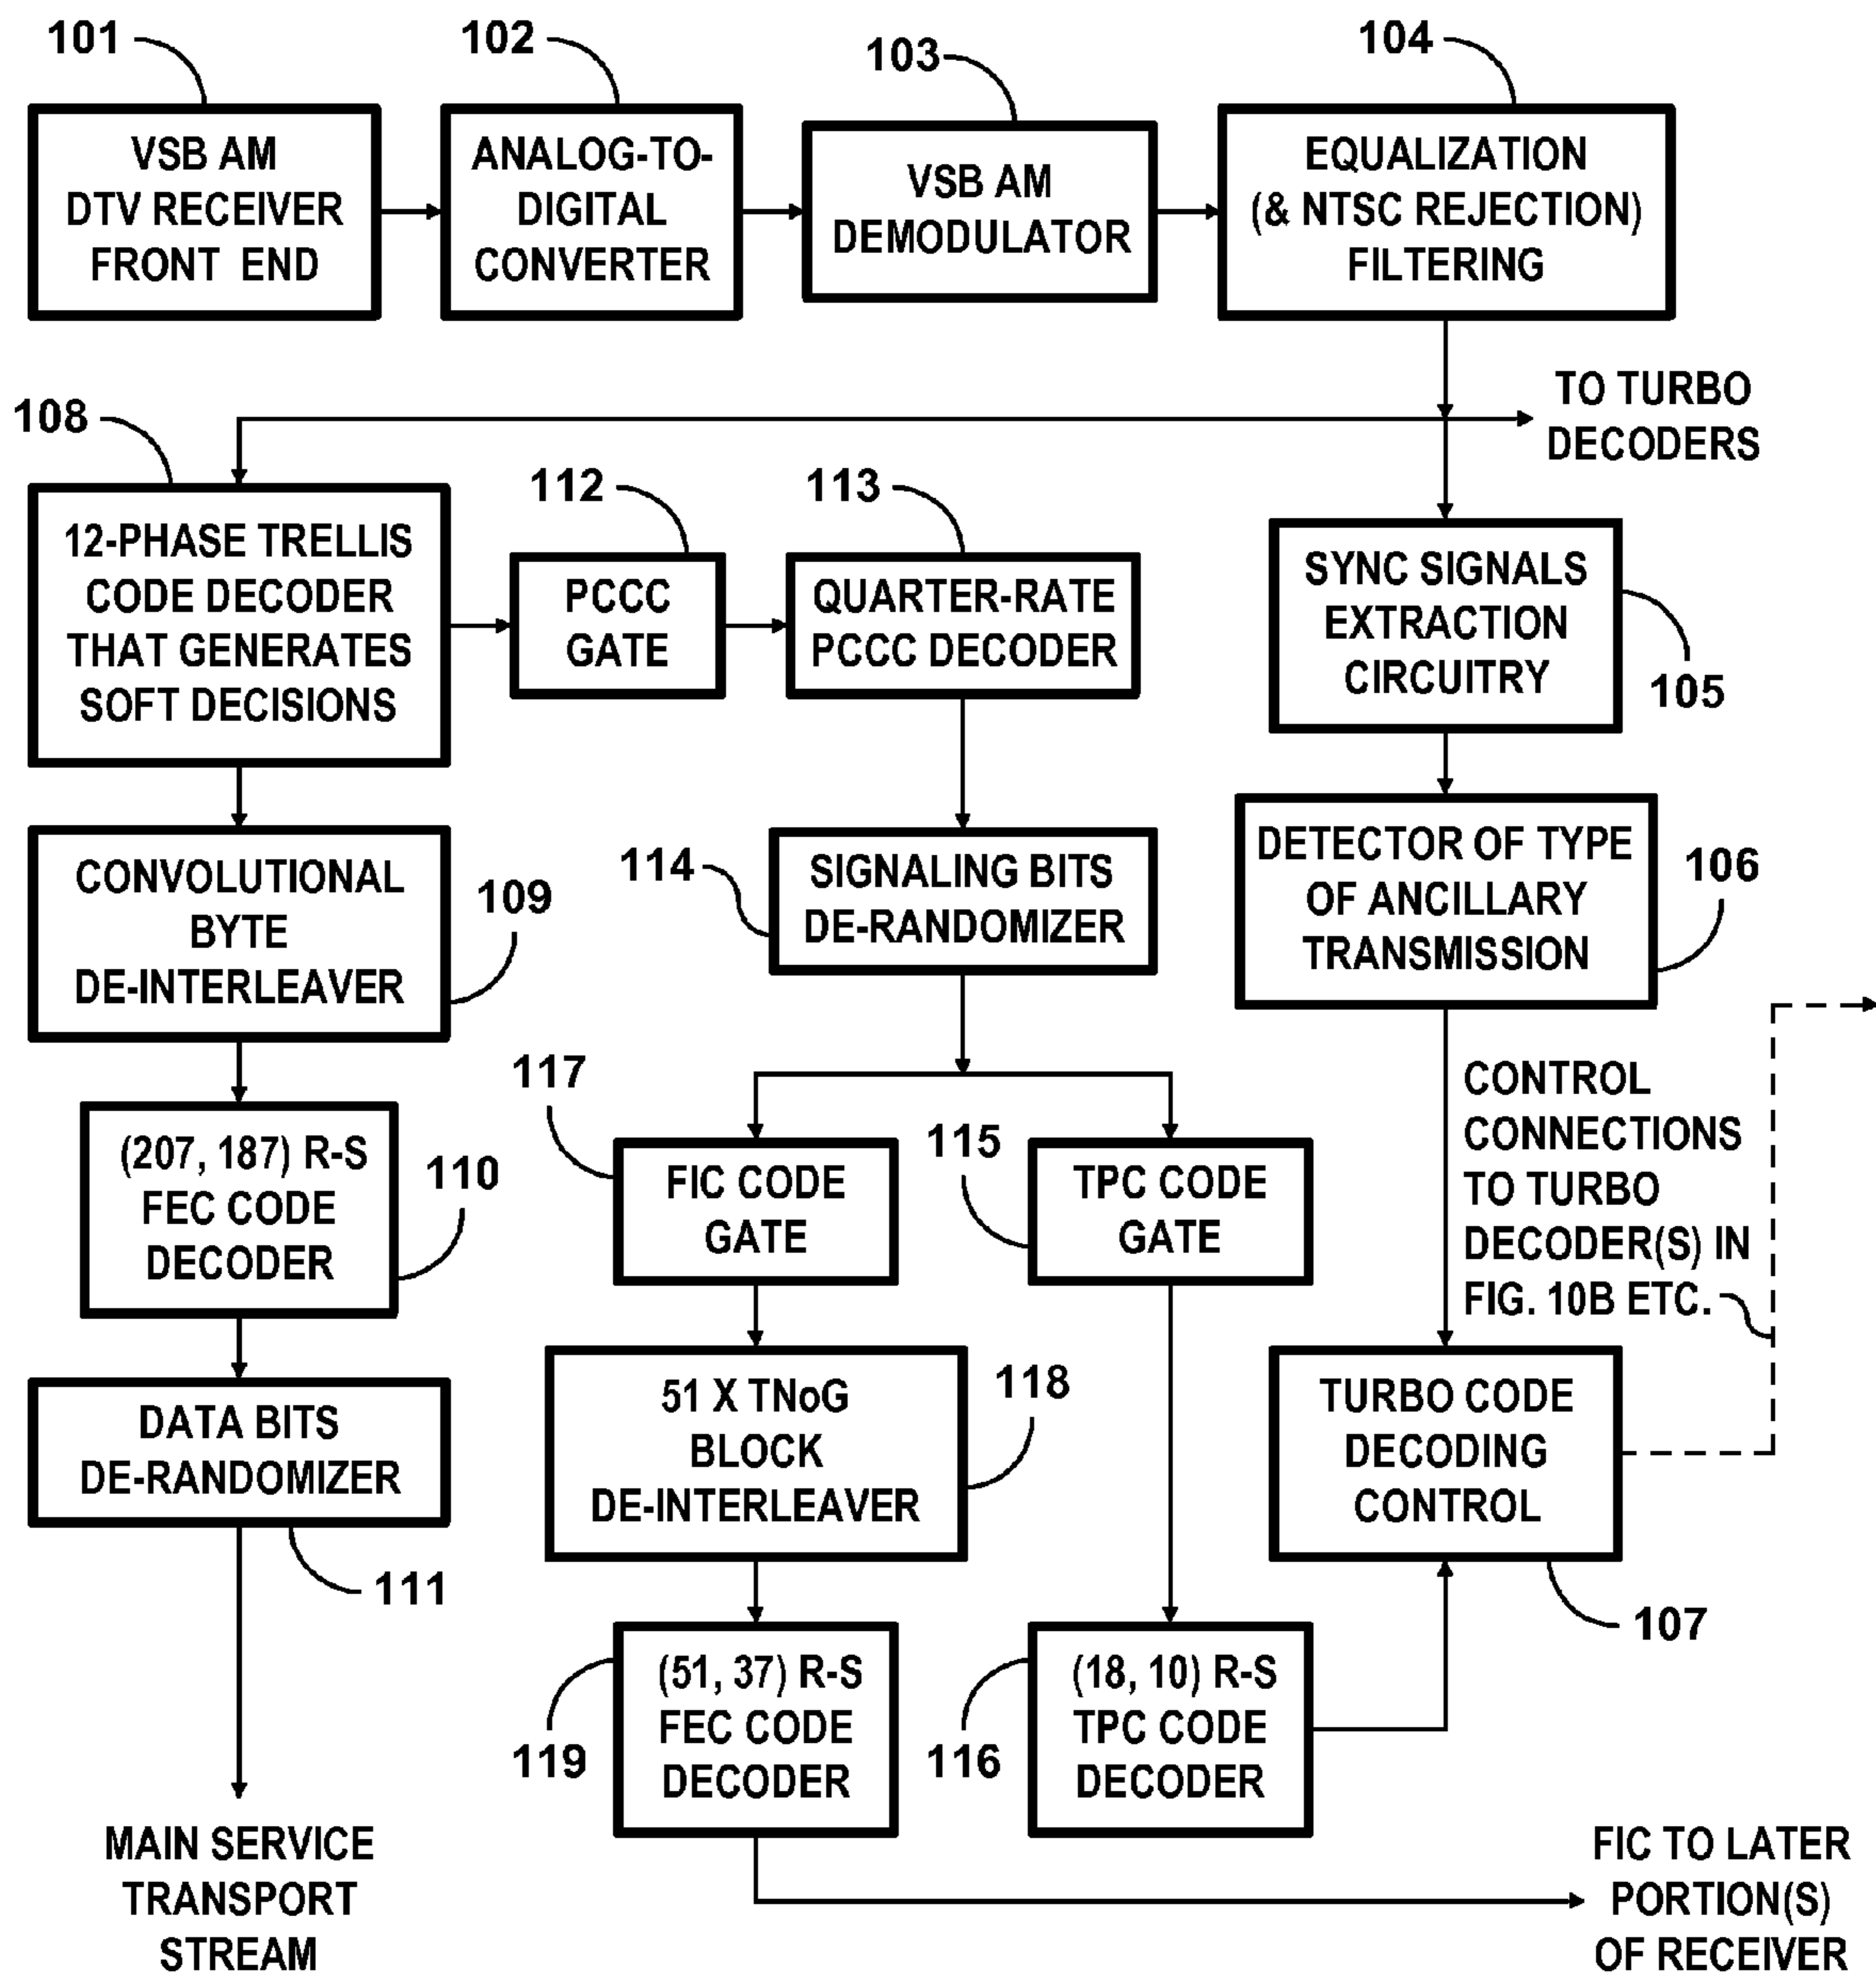 101
102
103
104
VSB AM
DTV RECEIVER
FRONT END
ANALOG-TO-
DIGITAL
CONVERTER
VSB AM
DEMODULATOR
EQUALIZATION
(& NTSC REJECTION)
FILTERING
TO TURBO
DECODERS
108
112
113
12-PHASE TRELLIS
CODE DECODER
THAT GENERATES
SOFT DECISIONS
PCCC
GATE
QUARTER-RATE
PCCC DECODER
SYNC SIGNALS
EXTRACTION
CIRCUITRY
105
CONVOLUTIONAL
BYTE
DE-INTERLEAVER
109
114
SIGNALING BITS
DE-RANDOMIZER
DETECTOR OF TYPE
OF ANCILLARY
TRANSMISSION
106
117
115
(207, 187) R-S
FEC CODE
DECODER
110
FIC CODE
GATE
TPC CODE
GATE
CONTROL
CONNECTIONS
TO TURBO
DECODER(S) IN
FIG. 10B ETC.
DATA BITS
DE-RANDOMIZER
111
51 X TNoG
BLOCK
DE-INTERLEAVER
118
TURBO CODE
DECODING
CONTROL
107
(51, 37) R-S
FEC CODE
DECODER
119
(18, 10) R-S
TPC CODE
DECODER
116
MAIN SERVICE
TRANSPORT
STREAM
FIC TO LATER
PORTION(S)
OF RECEIVER